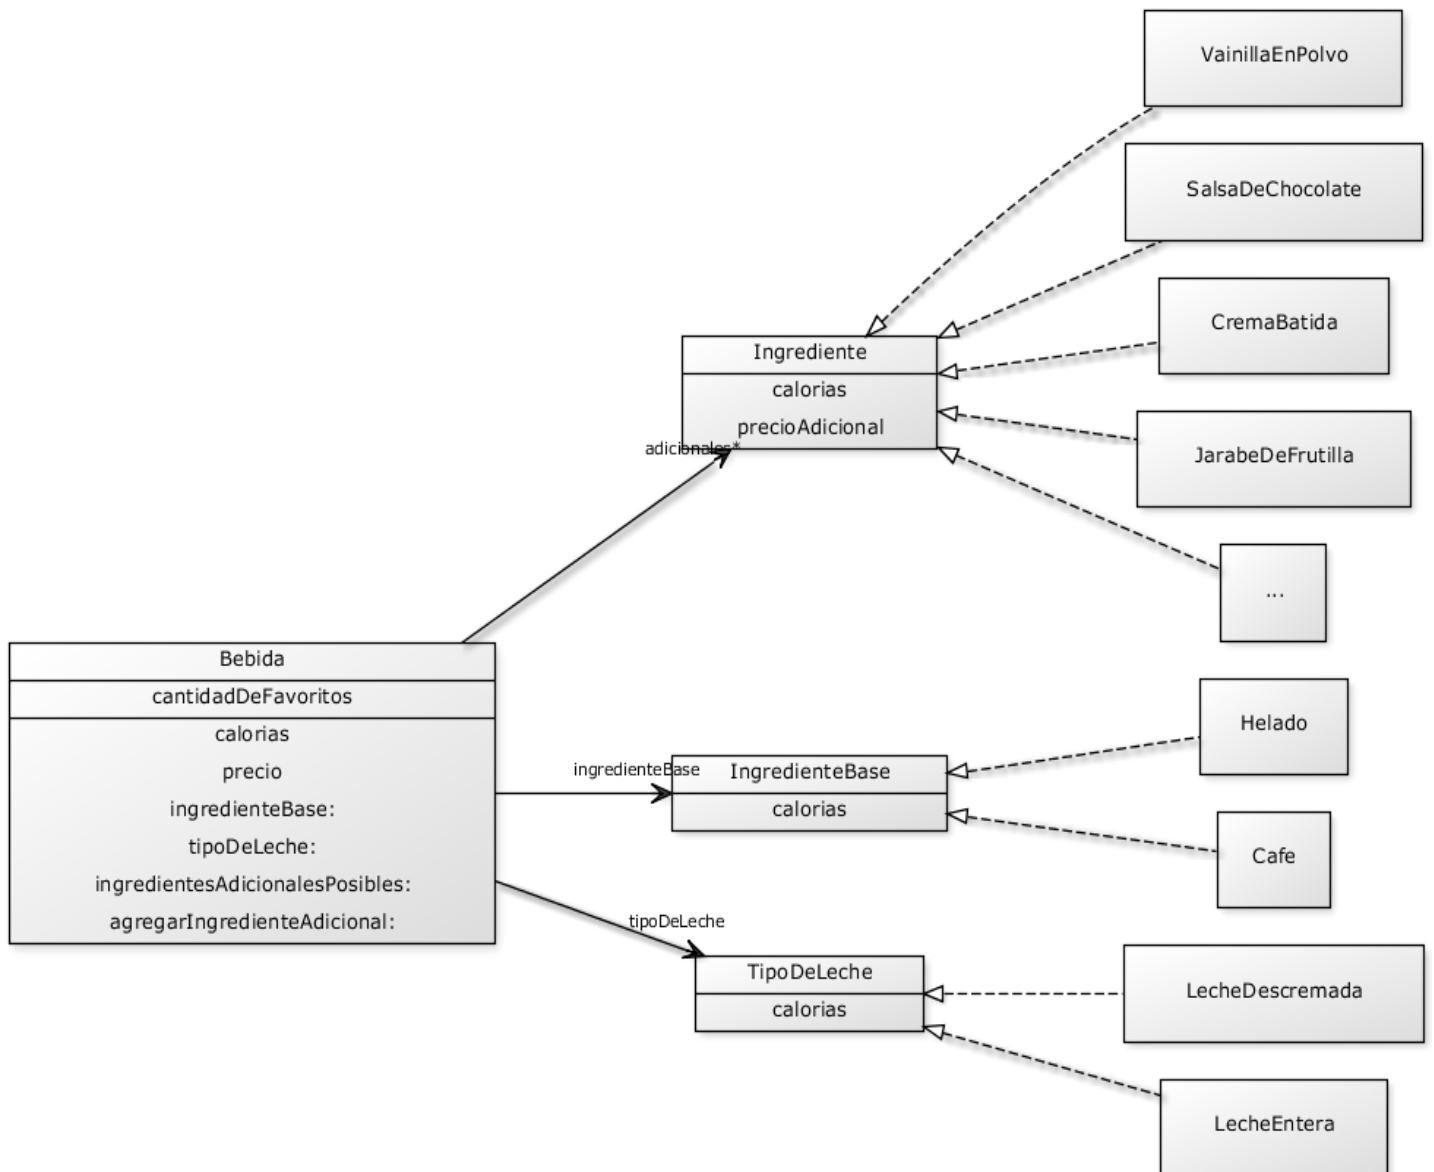 VainillaEnPolvo
SalsaDeChocolate
CremaBatida
Ingrediente
calorias
precioAdicional
adicionales*
JarabeDeFrutilla
...
Bebida
cantidadDeFavoritos
calorias
precio
ingredienteBase:
tipoDeLeche:
ingredientesAdicionalesPosibles:
agregarIngredienteAdicional:
ingredienteBase
IngredienteBase
calorias
Helado
Cafe
tipoDeLeche
TipoDeLeche
calorias
LecheDescremada
LecheEntera